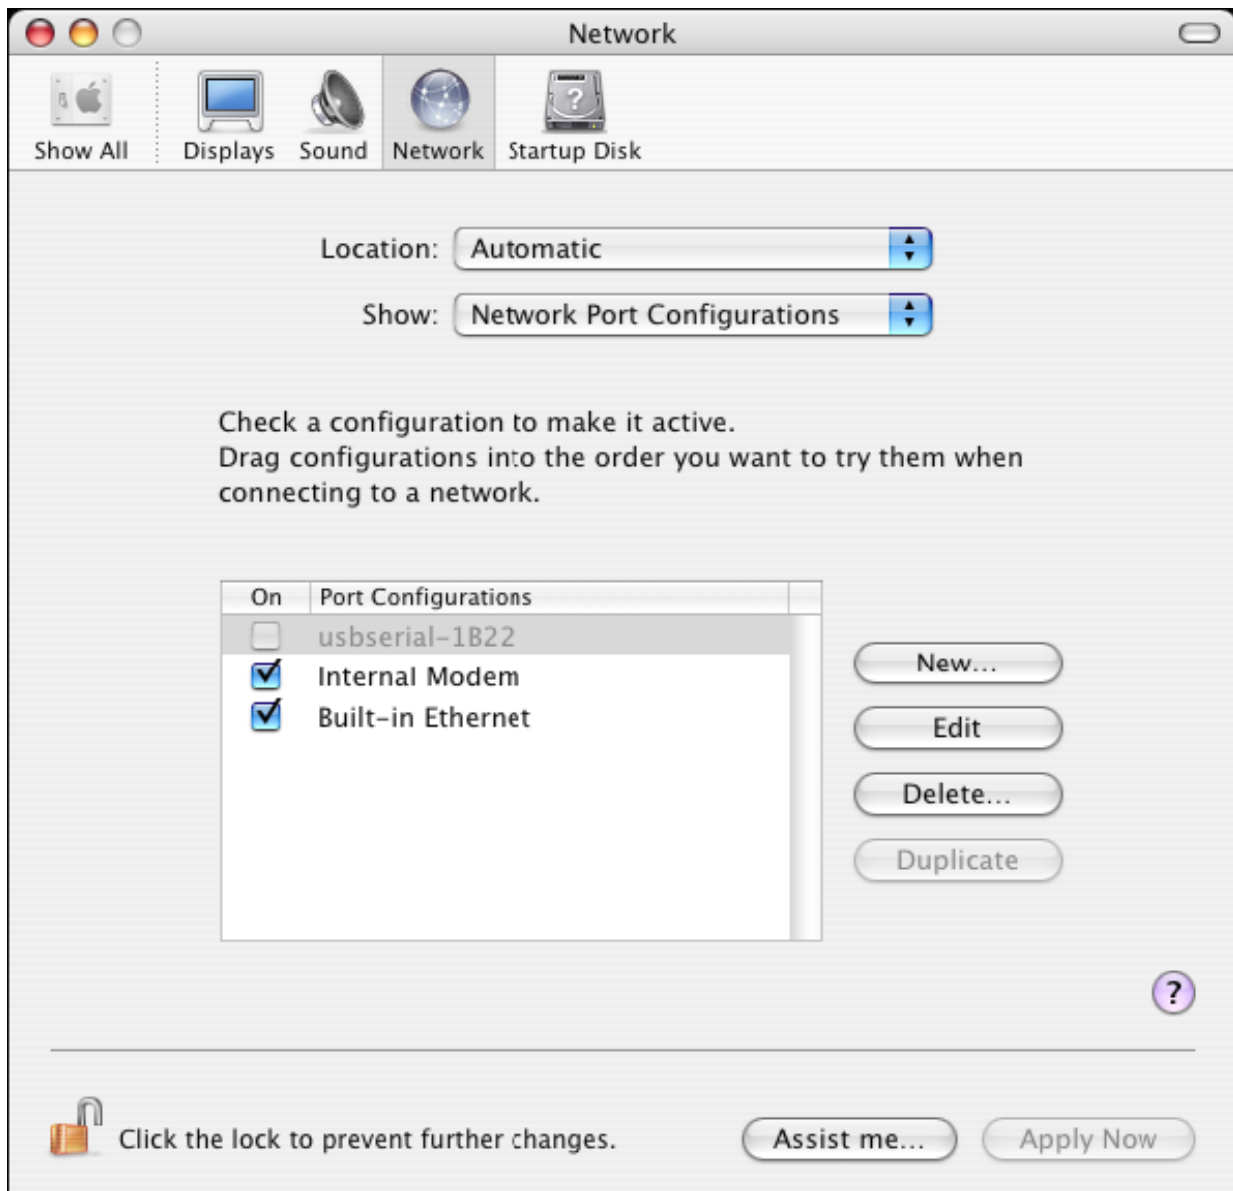 Network
Show All
Displays
Sound
Network
Startup Disk
Location: Automatic
Show: Network Port Configurations
Check a configuration to make it active.
Drag configurations into the order you want to try them when
connecting to a network.
On Port Configurations
usbserial-1B22
Internal Modem
Built-in Ethernet
New...
Edit
Delete...
Duplicate
?
Click the lock to prevent further changes.
Assist me...
Apply Now